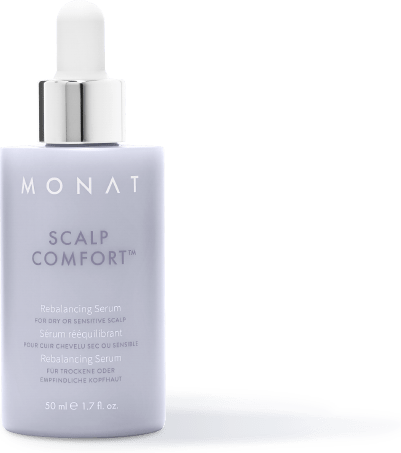 MONAT
SCALP
COMFORT™
Rebalancing Serum
FOR DRY OR SENSITIVE SCALP
Sérum rééquilibrant
POUR CUIR CHEVELU SEC OU SENSIBLE
Rebalancing Serum
FÜR TROCKENE ODER
EMPFINDLICHE KOPFHAUT
50 ml ℮ 1.7 fl. oz.